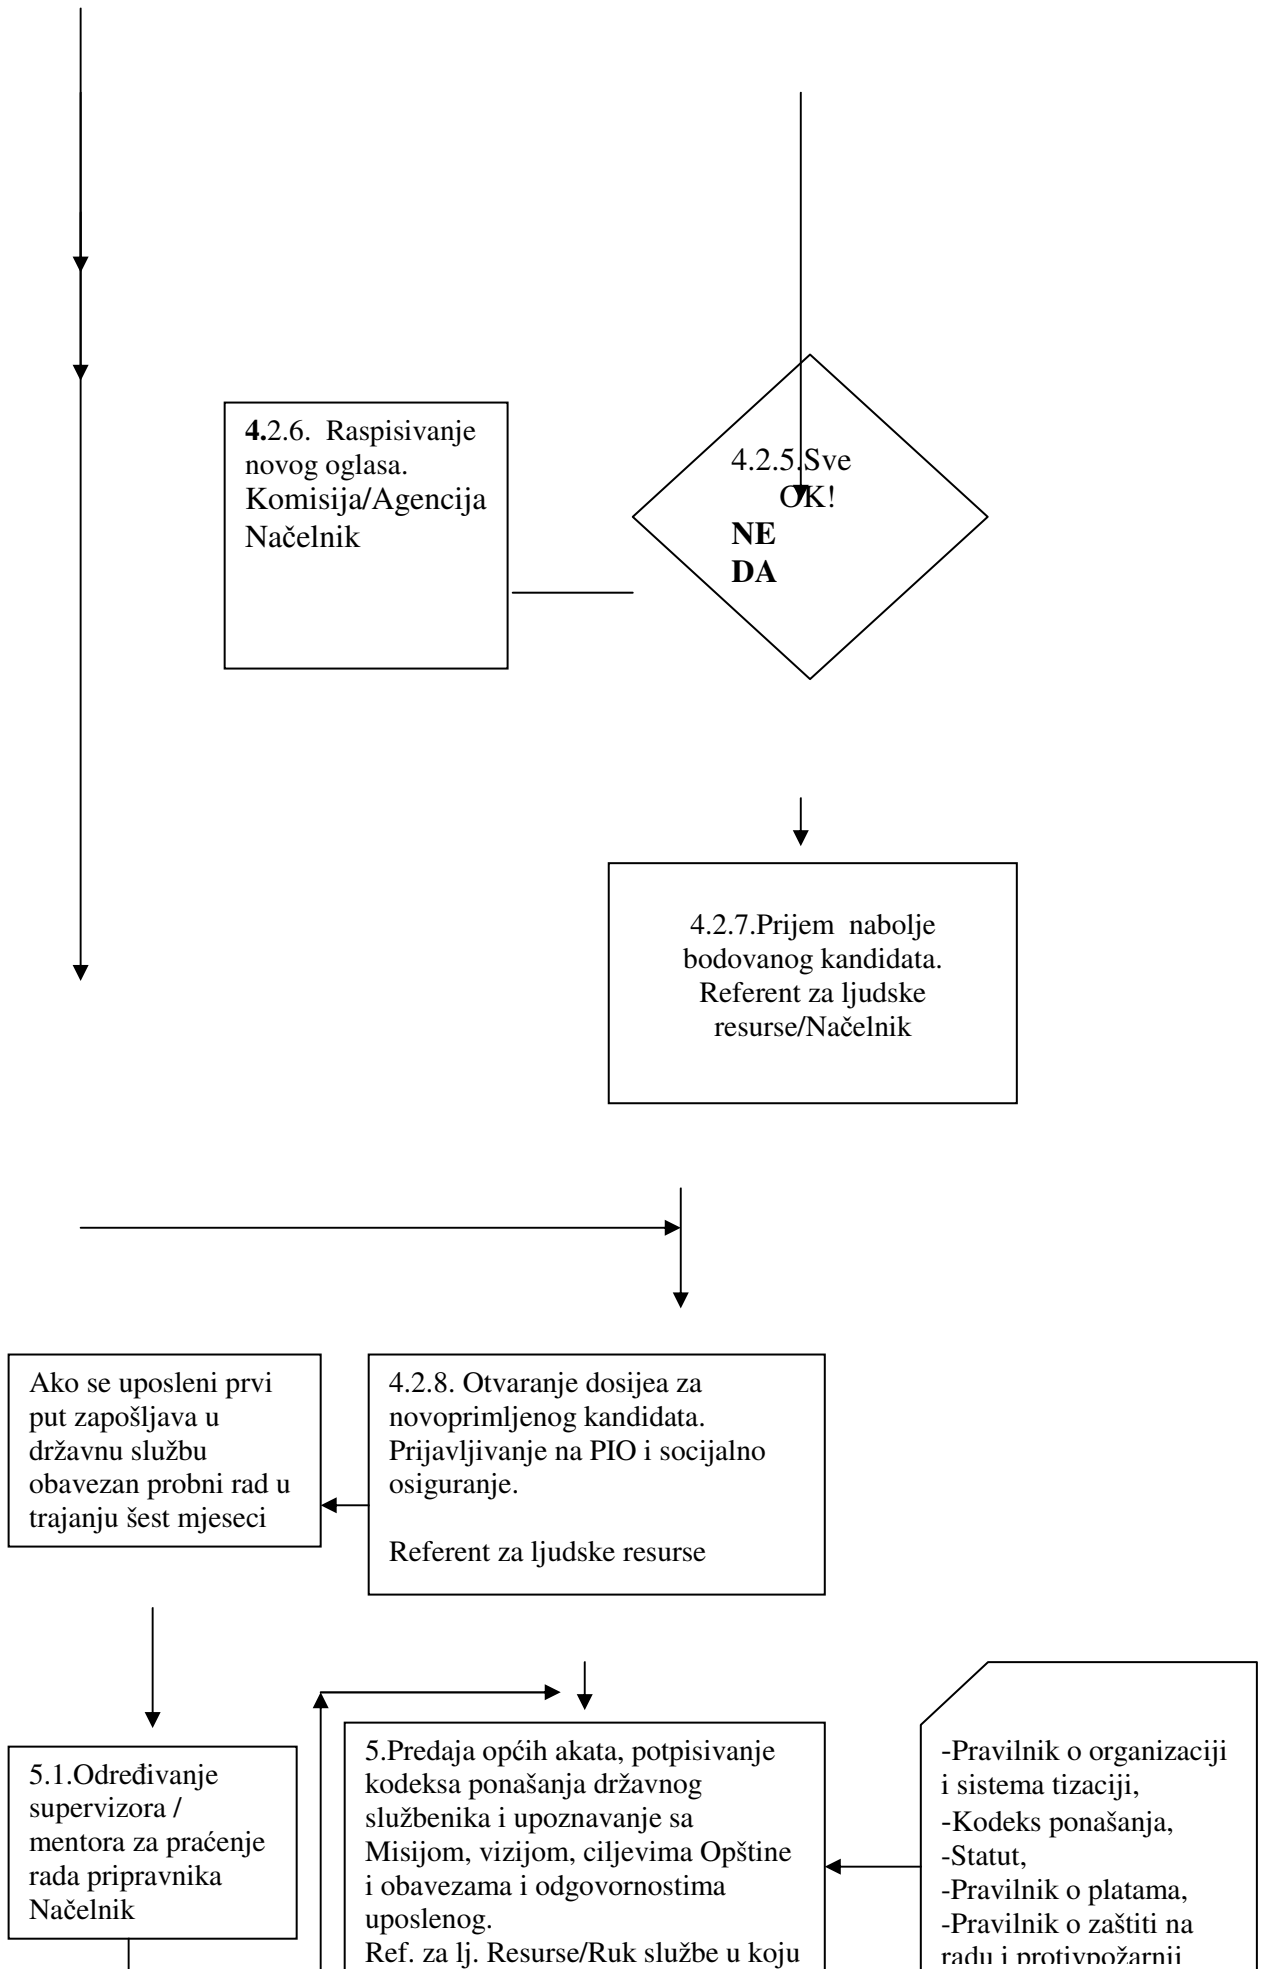 4.2.6. Raspisivanje
novog oglasa.
Komisija/Agencija
Načelnik
4.2.5.Sve
OK!
NE
DA
4.2.7.Prijem nabolje
bodovanog kandidata.
Referent za ljudske
resurse/Načelnik
Ako se uposleni prvi
put zapošljava u
državnu službu
obavezan probni rad u
trajanju šest mjeseci
4.2.8. Otvaranje dosijea za
novoprimljenog kandidata.
Prijavljivanje na PIO i socijalno
osiguranje.
Referent za ljudske resurse
5.1.Određivanje
supervizora /
mentora za praćenje
rada pripravnika
Načelnik
5.Predaja općih akata, potpisivanje
kodeksa ponašanja državnog
službenika i upoznavanje sa
Misijom, vizijom, ciljevima Opštine
i obavezama i odgovornostima
uposlenog.
Ref. za lj. Resurse/Ruk službe u koju
-Pravilnik o organizaciji
i sistema tizaciji,
-Kodeks ponašanja,
-Statut,
-Pravilnik o platama,
-Pravilnik o zaštiti na
radu i protivpožarnij